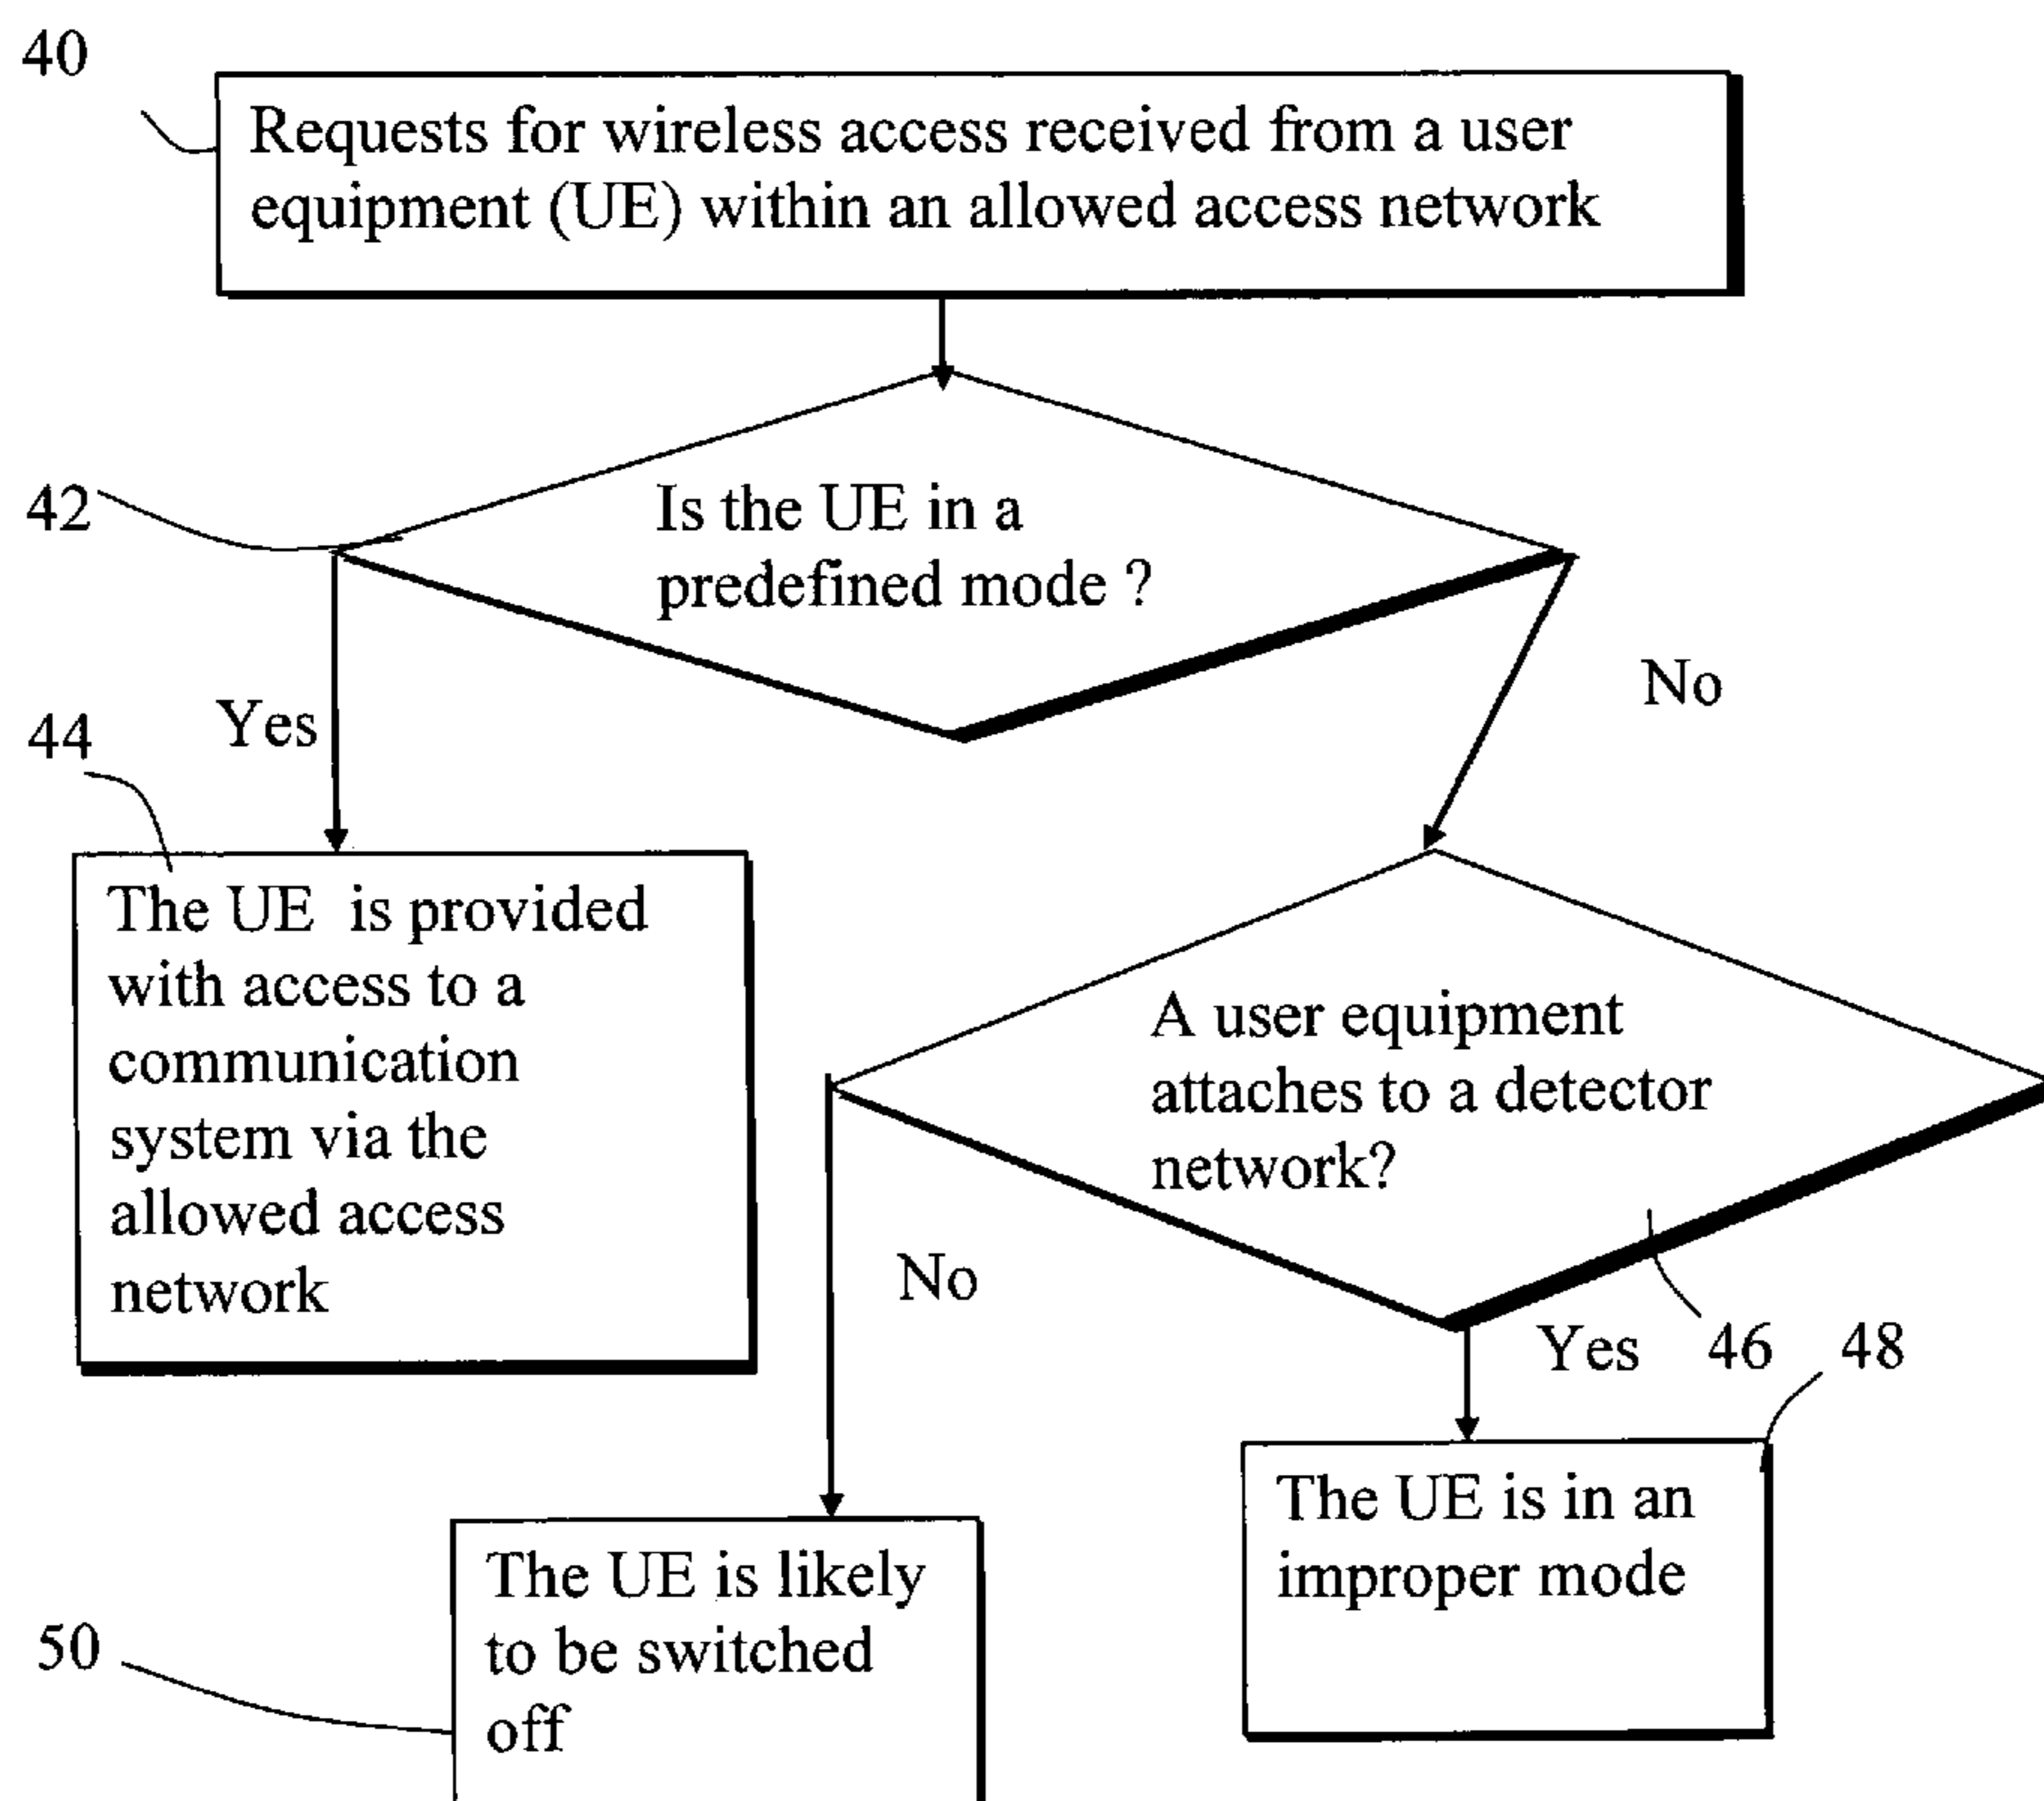 40
Requests for wireless access received from a user
equipment (UE) within an allowed access network
42
Is the UE in a
predefined mode ?
No
Yes
44
The UE is provided
with access to a
communication
system via the
allowed access
network
A user equipment
attaches to a detector
network?
No
Yes
46
48
The UE is in an
improper mode
The UE is likely
to be switched
off
50